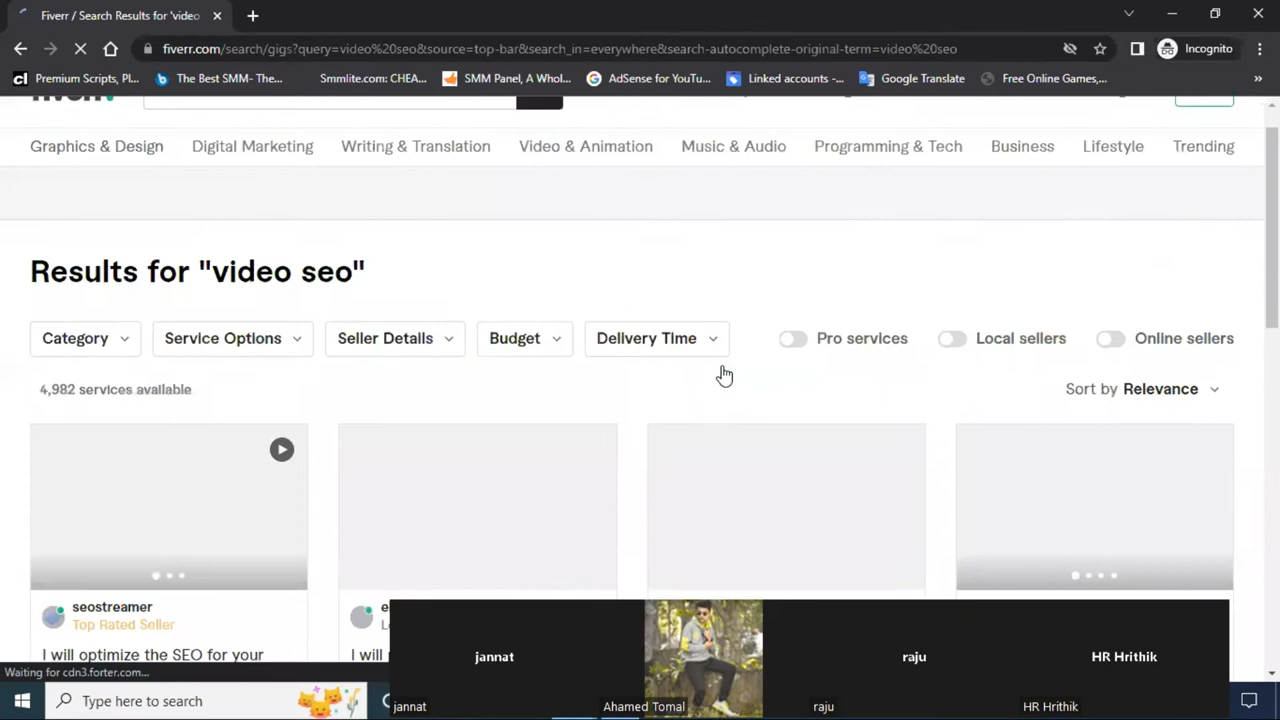 Fiverr / Search Results for 'video
fiverr.com/search/gigs?query=video%20seo&source=top-bar&search_in=everywhere&search-autocomplete-original-term=video%20seo
Incognito
Premium Scripts, Pl...
The Best SMM- The...
Smmlite.com: CHEA...
SMM Panel, A Whol...
AdSense for YouTu...
Linked accounts -...
Google Translate
Free Online Games,...
fiverr.
Graphics & Design
Digital Marketing
Writing & Translation
Video & Animation
Music & Audio
Programming & Tech
Business
Lifestyle
Trending
Results for "video seo"
Category
Service Options
Seller Details
Budget
Delivery Time
Pro services
Local sellers
Online sellers
4,982 services available
Sort by Relevance
seostreamer
Top Rated Seller
I will optimize the SEO for your
I will
Waiting for cdn3.forter.com...
jannat
raju
HR Hrithik
jannat
Ahamed Tomal
raju
HR Hrithik
Type here to search